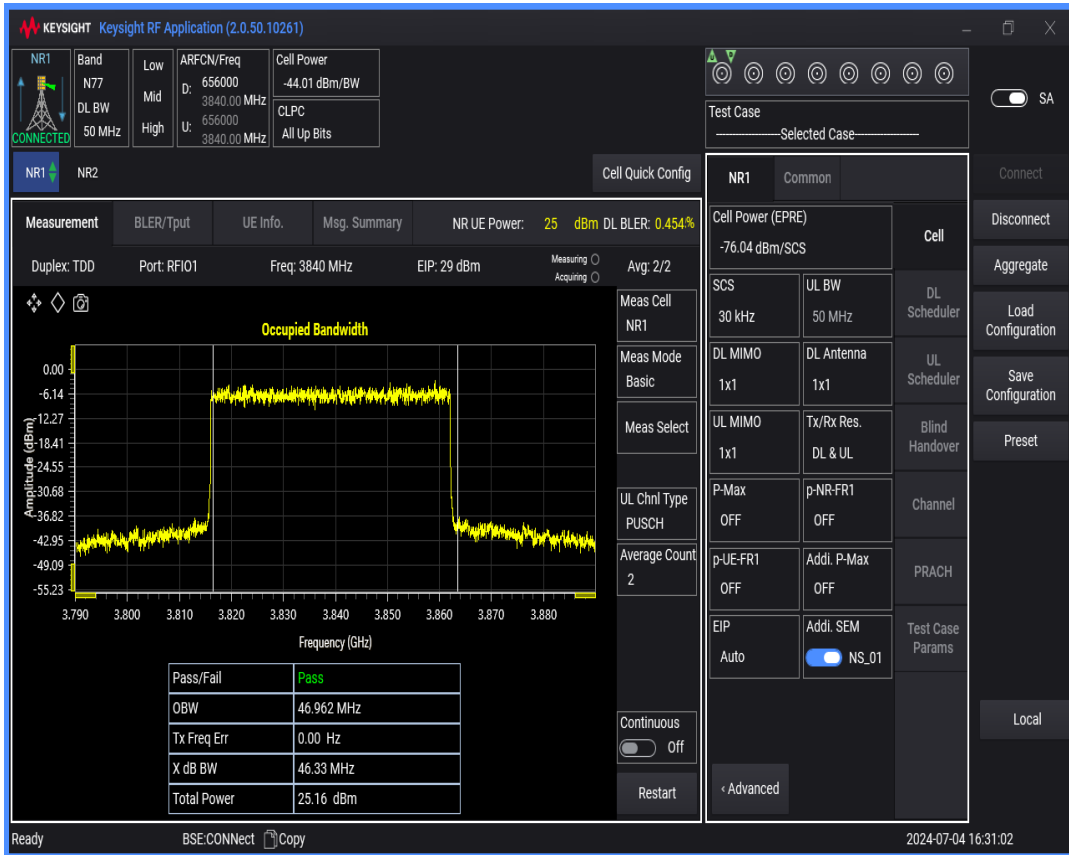 KEYSIGHT Keysight RF Application (2.0.50.10261)
NR1
CONNECTED
Band
N77
DL BW
50 MHz
Low
Mid
High
ARFCN/Freq
D: 656000
3840.00 MHz
U: 656000
3840.00 MHz
Cell Power
-44.01 dBm/BW
CLPC
All Up Bits
Test Case
---------------------Selected Case---------------------
SA
NR1
NR2
Cell Quick Config
Measurement
BLER/Tput
UE Info.
Msg. Summary
NR UE Power: 25 dBm DL BLER: 0.454%
Duplex: TDD
Port: RFIO1
Freq: 3840 MHz
EIP: 29 dBm
Measuring
Acquiring
Avg: 2/2
Occupied Bandwidth
Amplitude (dBm)
0.00
-6.14
-12.27
-18.41
-24.55
-30.68
-36.82
-42.95
-49.09
-55.23
3.790 3.800 3.810 3.820 3.830 3.840 3.850 3.860 3.870 3.880
Frequency (GHz)
Pass/Fail Pass
OBW 46.962 MHz
Tx Freq Err 0.00 Hz
X dB BW 46.33 MHz
Total Power 25.16 dBm
Meas Cell
NR1
Meas Mode
Basic
Meas Select
UL Chnl Type
PUSCH
Average Count
2
Continuous
Off
Restart
NR1
Common
Cell Power (EPRE)
-76.04 dBm/SCS
SCS
30 kHz
UL BW
50 MHz
DL MIMO
1x1
DL Antenna
1x1
UL MIMO
1x1
Tx/Rx Res.
DL & UL
P-Max
OFF
p-NR-FR1
OFF
p-UE-FR1
OFF
Addi. P-Max
OFF
EIP
Auto
Addi. SEM
NS_01
‹ Advanced
Cell
DL
Scheduler
UL
Scheduler
Blind
Handover
Channel
PRACH
Test Case
Params
Connect
Disconnect
Aggregate
Load
Configuration
Save
Configuration
Preset
Local
Ready
BSE:CONNect
Copy
2024-07-04 16:31:02